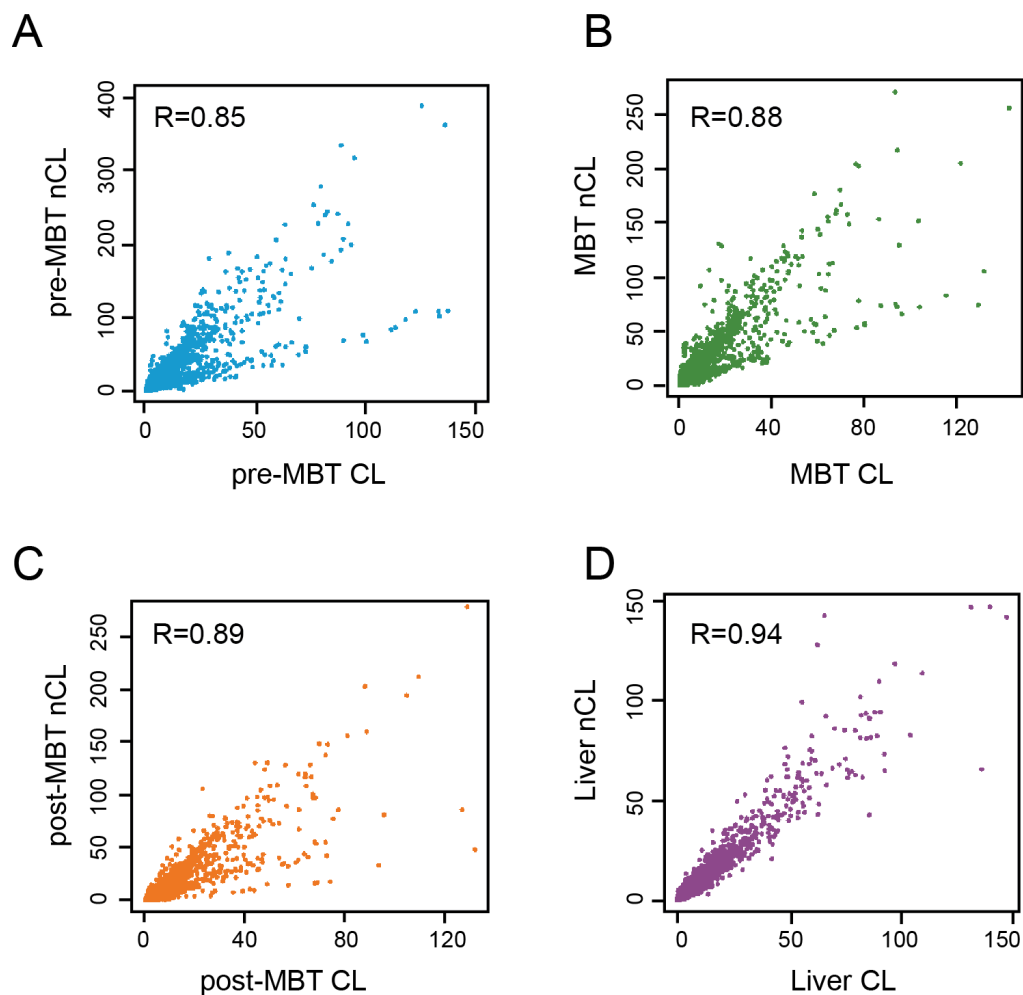 A
R=0.85
pre-MBT nCL
400
300
200
100
0
0
50
100
150
pre-MBT CL
B
R=0.88
MBT nCL
250
200
150
100
50
0
0
40
80
120
MBT CL
C
R=0.89
post-MBT nCL
250
200
150
100
50
0
0
40
80
120
post-MBT CL
D
R=0.94
Liver nCL
150
100
50
0
0
50
100
150
Liver CL